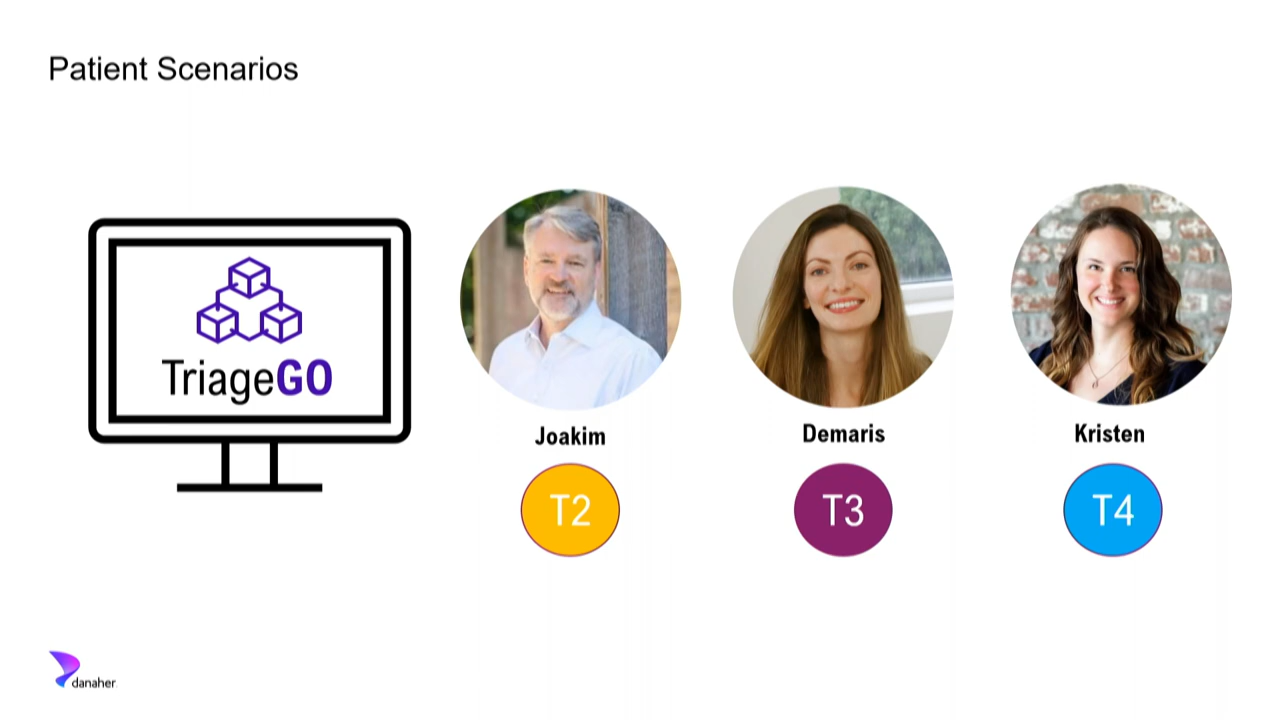 Patient Scenarios
TriageGO
Joakim
Demaris
Kristen
T2
T3
T4
danaher